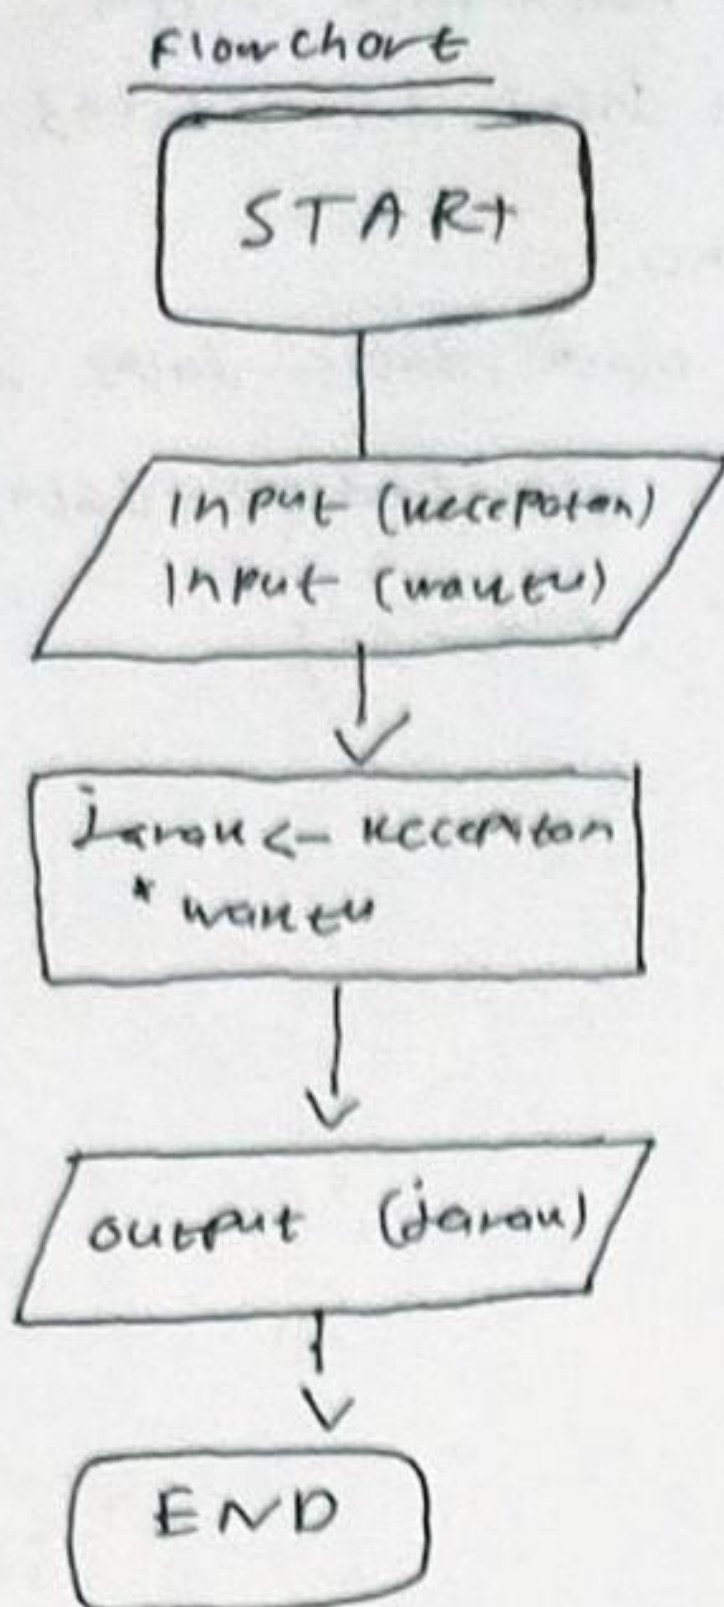 Flowchart
START
Input (kecepatan)
Input (waktu)
jarak <- kecepatan
* waktu
output (jarak)
END